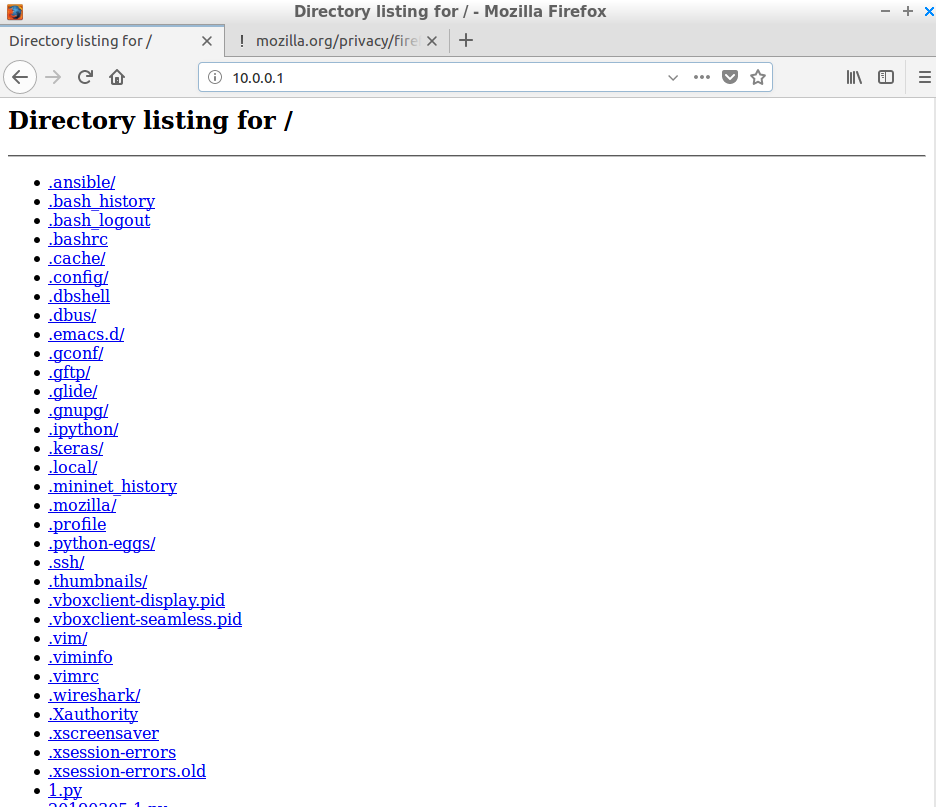 Directory listing for / - Mozilla Firefox
Directory listing for /
! mozilla.org/privacy/fire
10.0.0.1
Directory listing for /
.ansible/
.bash_history
.bash_logout
.bashrc
.cache/
.config/
.dbshell
.dbus/
.emacs.d/
.gconf/
.gftp/
.glide/
.gnupg/
.ipython/
.keras/
.local/
.mininet_history
.mozilla/
.profile
.python-eggs/
.ssh/
.thumbnails/
.vboxclient-display.pid
.vboxclient-seamless.pid
.vim/
.viminfo
.vimrc
.wireshark/
.Xauthority
.xscreensaver
.xsession-errors
.xsession-errors.old
1.py